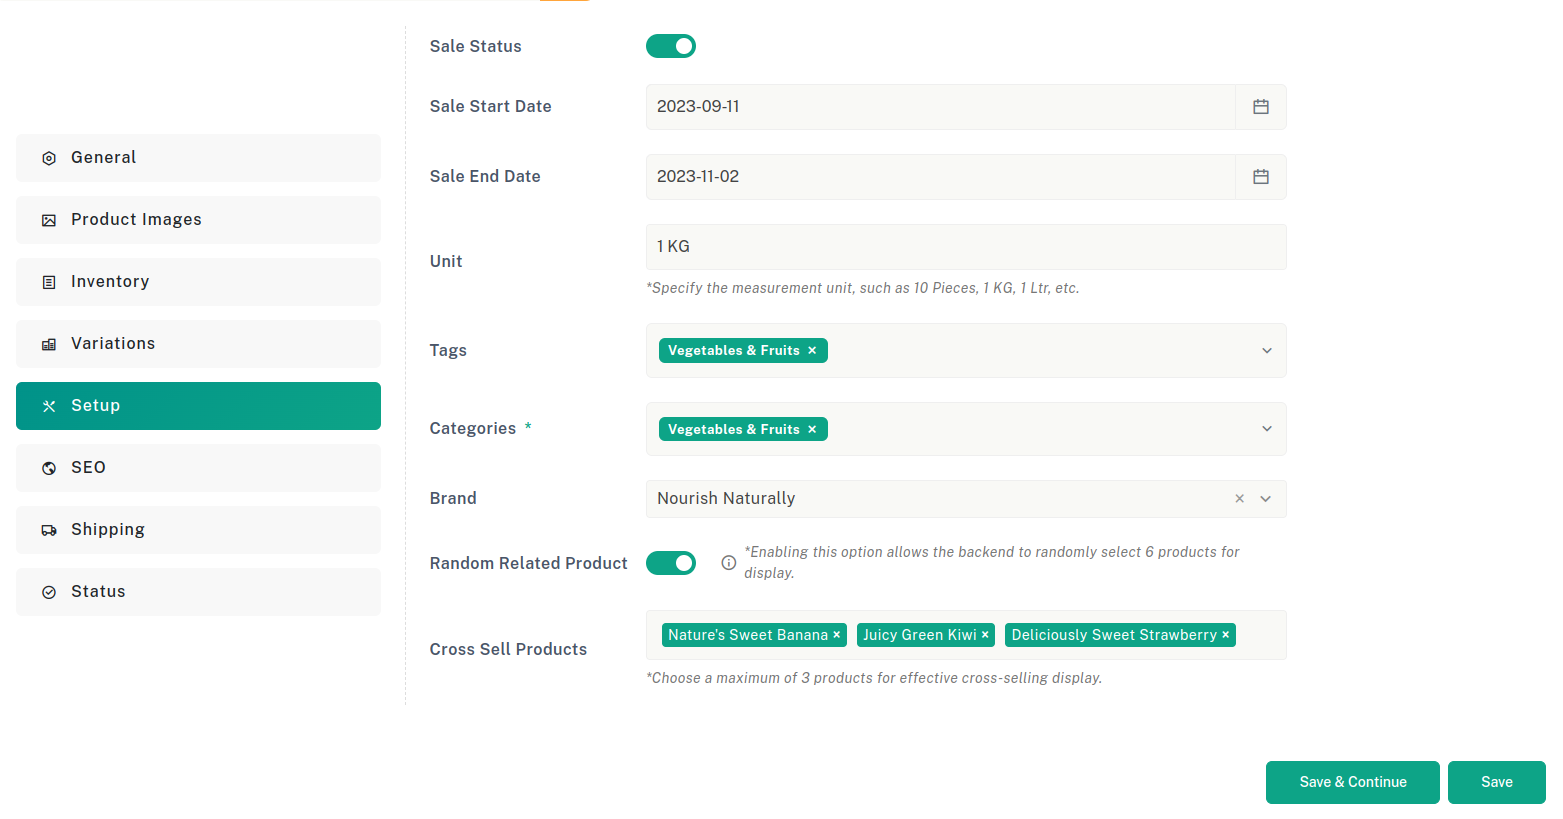 General
Product Images
Inventory
Variations
Setup
SEO
Shipping
Status
Sale Status
Sale Start Date
2023-09-11
Sale End Date
2023-11-02
Unit
1 KG
*Specify the measurement unit, such as 10 Pieces, 1 KG, 1 Ltr, etc.
Tags
Vegetables & Fruits ×
Categories *
Vegetables & Fruits ×
Brand
Nourish Naturally ×
Random Related Product
*Enabling this option allows the backend to randomly select 6 products for
display.
Cross Sell Products
Nature's Sweet Banana × Juicy Green Kiwi × Deliciously Sweet Strawberry ×
*Choose a maximum of 3 products for effective cross-selling display.
Save & Continue
Save